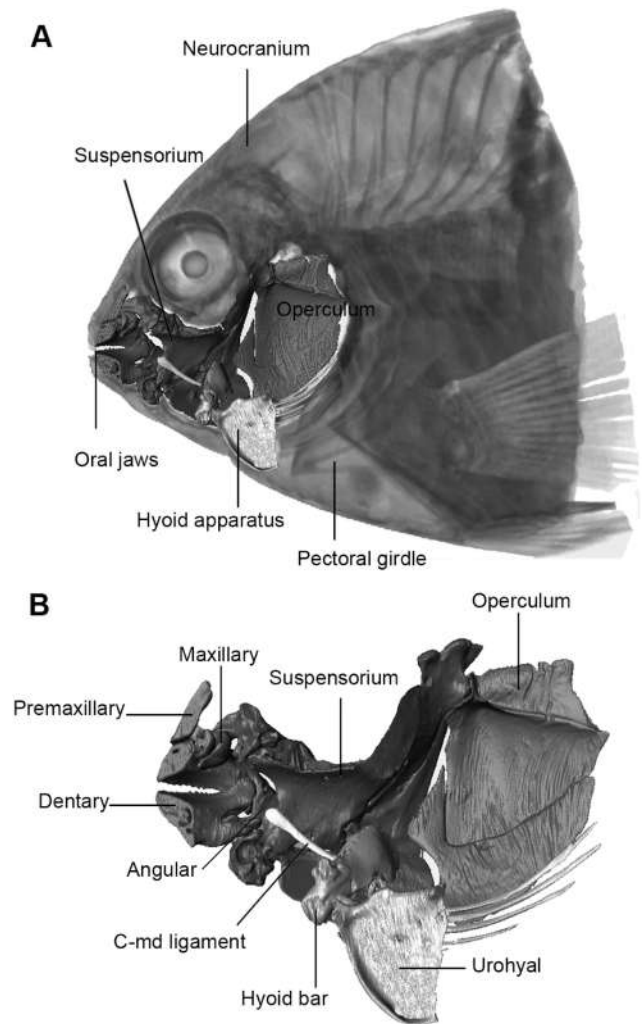 A
Neurocranium
Suspensorium
Operculum
Oral jaws
Hyoid apparatus
Pectoral girdle
B
Operculum
Maxillary
Suspensorium
Premaxillary
Dentary
Angular
C-md ligament
Urohyal
Hyoid bar